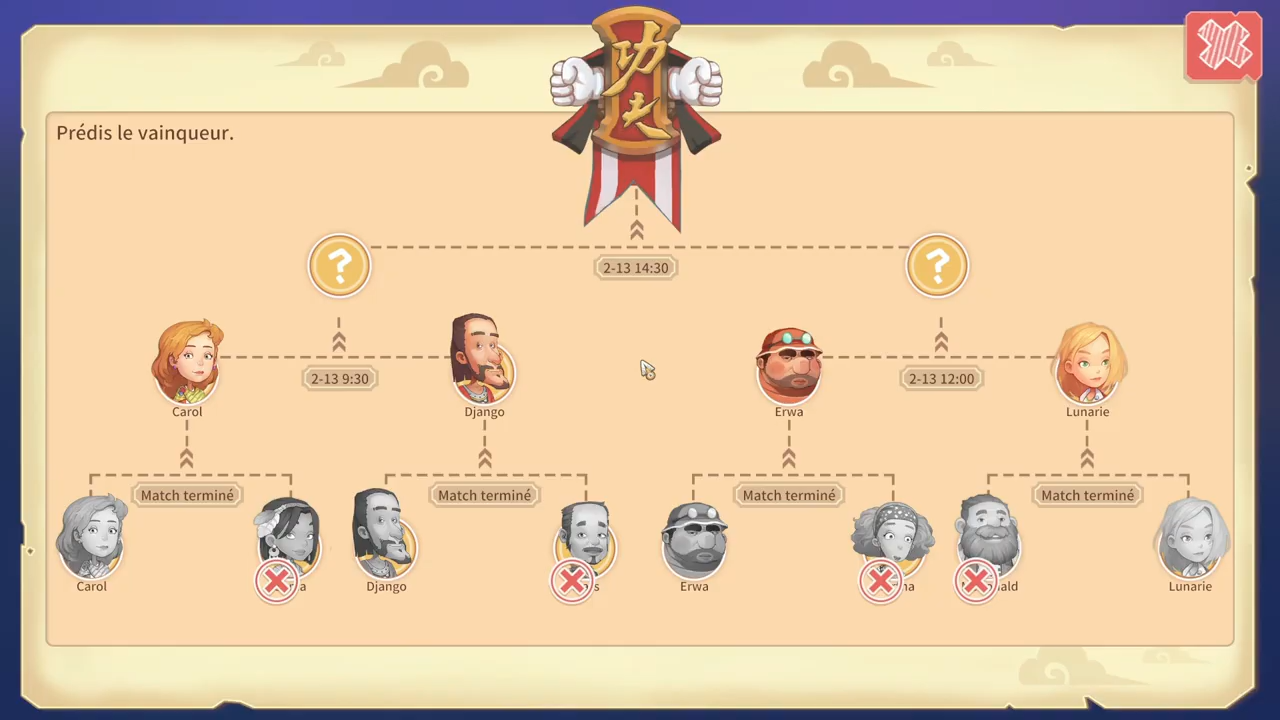 功
夫
Prédis le vainqueur.
2-13 14:30
2-13 9:30
2-13 12:00
Carol
Django
Erwa
Lunarie
Match terminé
Match terminé
Match terminé
Match terminé
Carol
Django
Erwa
Lunarie